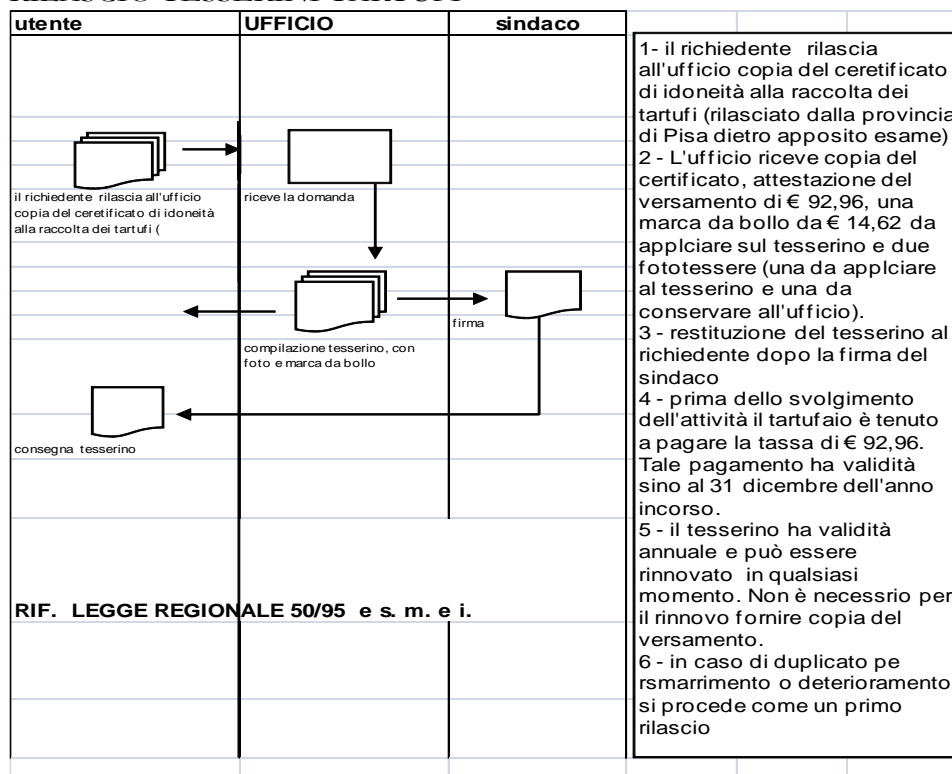 utente UFFICIO sindaco
il richiedente rilascia all'ufficio
copia del ceretificato di idoneità
alla raccolta dei tartufi (
riceve la domanda
firma
compilazione tesserino, con
foto e marca da bollo
consegna tesserino
RIF. LEGGE REGIONALE 50/95 e s. m. e i.
1- il richiedente rilascia
all'ufficio copia del ceretificato
di idoneità alla raccolta dei
tartufi (rilasciato dalla provincia
di Pisa dietro apposito esame)
2 - L'ufficio riceve copia del
certificato, attestazione del
versamento di € 92,96, una
marca da bollo da € 14,62 da
applciare sul tesserino e due
fototessere (una da applciare
al tesserino e una da
conservare all'ufficio).
3 - restituzione del tesserino al
richiedente dopo la firma del
sindaco
4 - prima dello svolgimento
dell'attività il tartufaio è tenuto
a pagare la tassa di € 92,96.
Tale pagamento ha validità
sino al 31 dicembre dell'anno
incorso.
5 - il tesserino ha validità
annuale e può essere
rinnovato in qualsiasi
momento. Non è necessrio per
il rinnovo fornire copia del
versamento.
6 - in caso di duplicato pe
rsmarrimento o deterioramento
si procede come un primo
rilascio